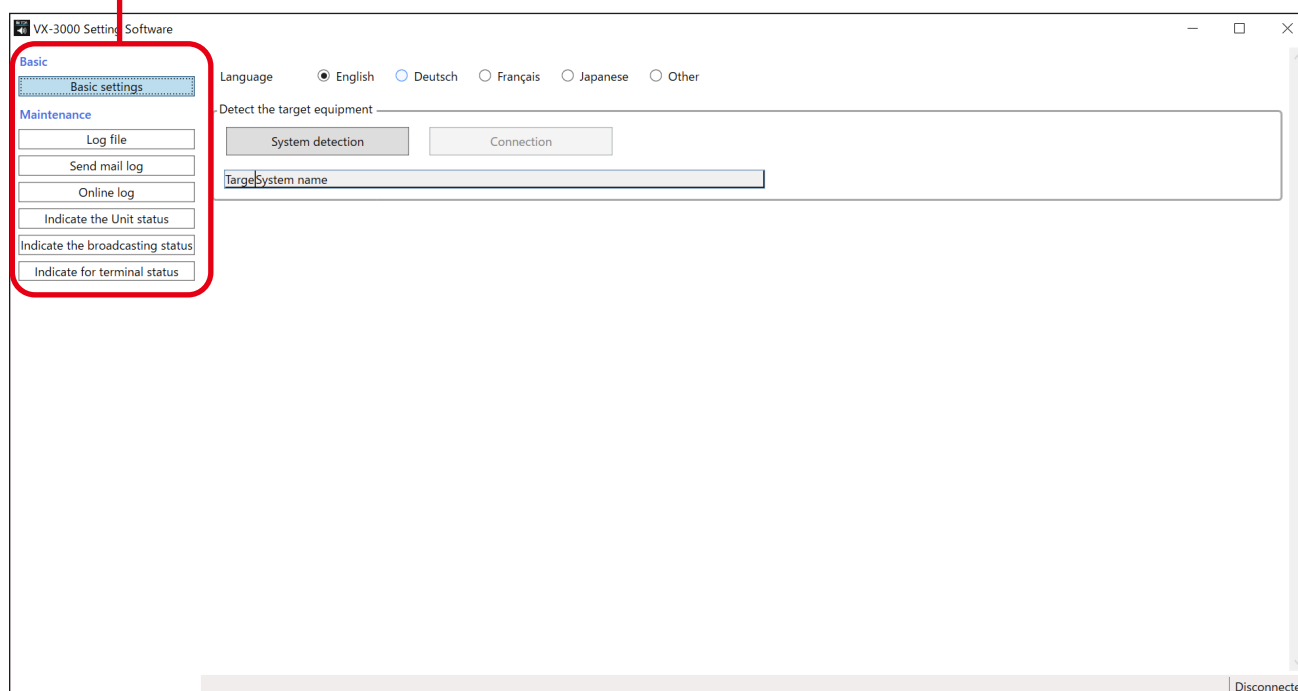 VX-3000 Setting Software
Basic
Basic settings
Maintenance
Log file
Send mail log
Online log
Indicate the Unit status
Indicate the broadcasting status
Indicate for terminal status
Language English Deutsch Français Japanese Other
Detect the target equipment
System detection Connection
Targe System name
Disconnecte